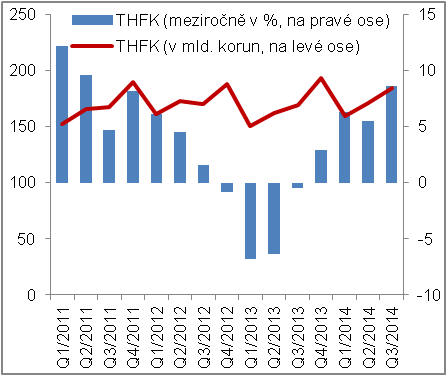 THFK (meziročně v %, na pravé ose)
THFK (v mld. korun, na levé ose)
250
200
150
100
50
0
15
10
5
0
-5
-10
Q1/2011
Q2/2011
Q3/2011
Q4/2011
Q1/2012
Q2/2012
Q3/2012
Q4/2012
Q1/2013
Q2/2013
Q3/2013
Q4/2013
Q1/2014
Q2/2014
Q3/2014